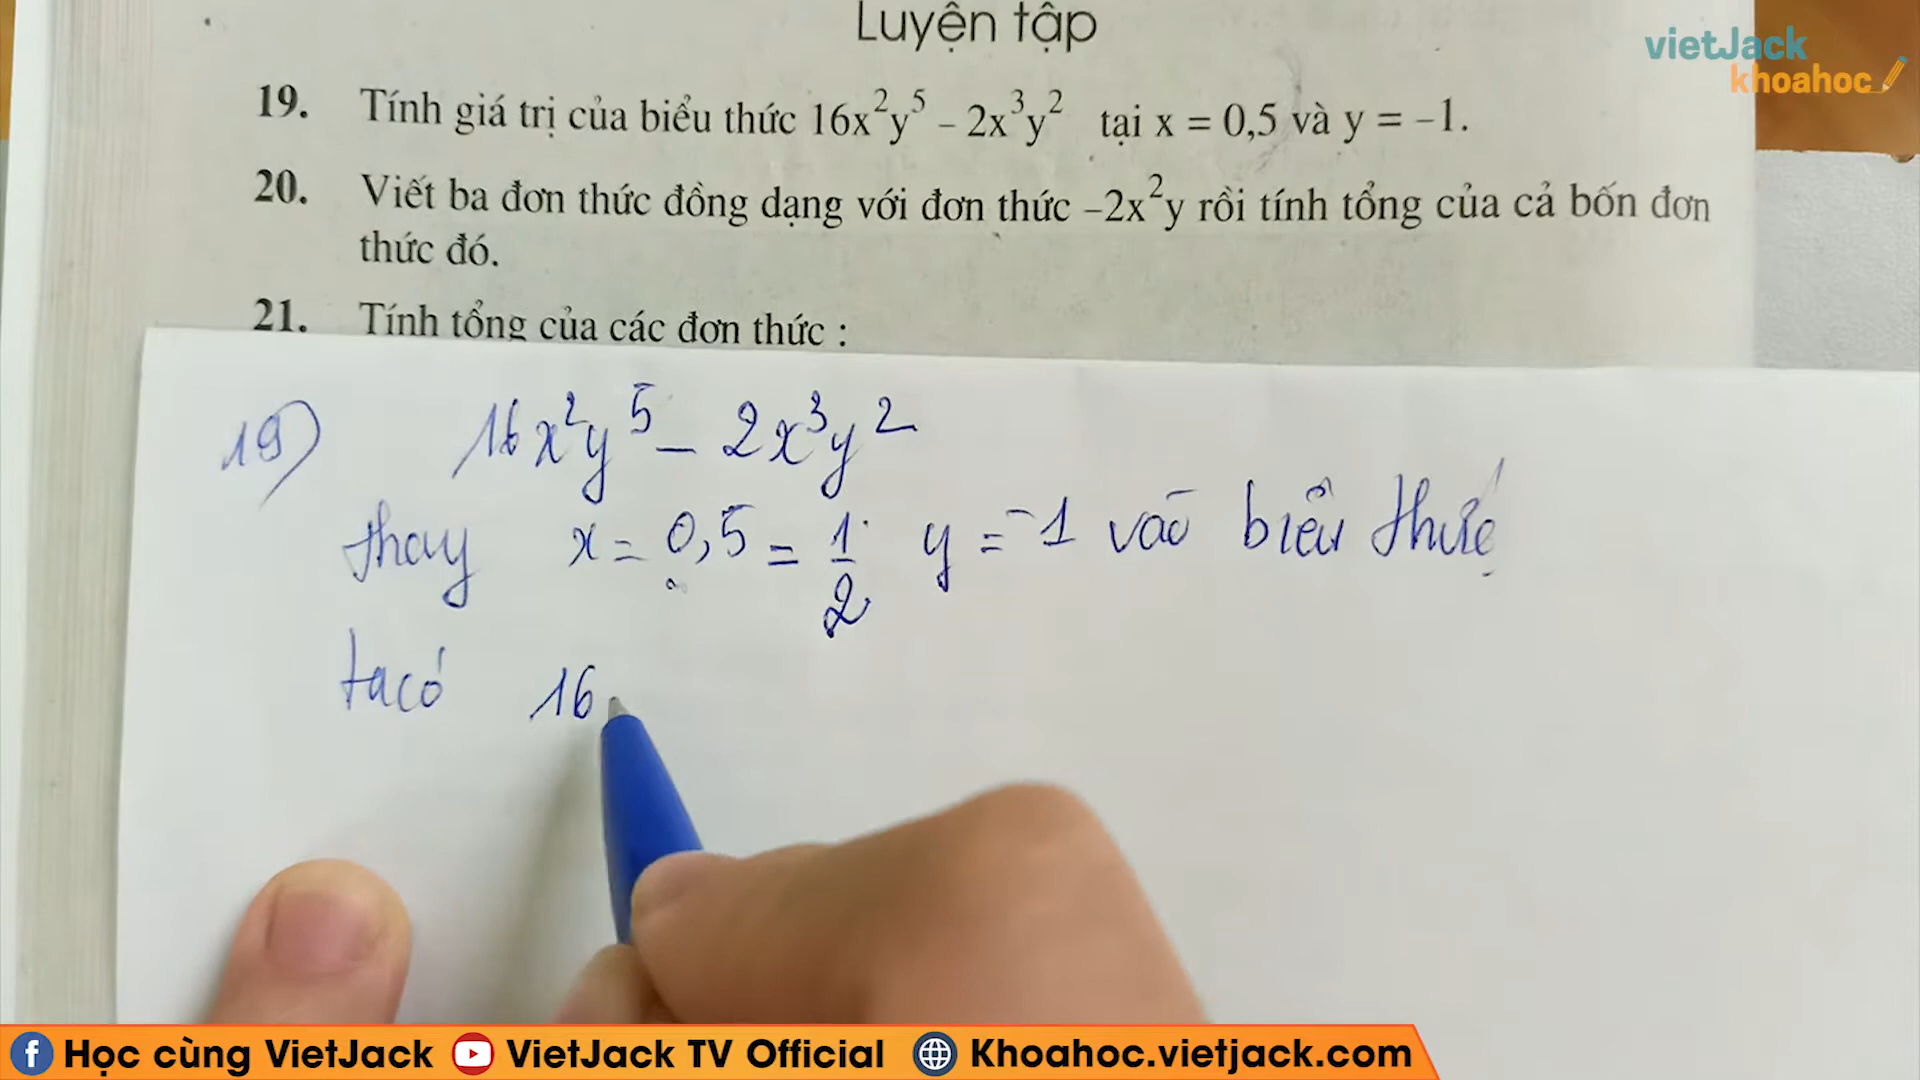 Luyện tập
vietJack
khoahoc
19. Tính giá trị của biểu thức 16x²y⁵ – 2x³y² tại x = 0,5 và y = –1.
20. Viết ba đơn thức đồng dạng với đơn thức –2x²y rồi tính tổng của cả bốn đơn
thức đó.
21. Tính tổng của các đơn thức :
19) 16x²y⁵ – 2x³y²
thay x = 0,5 = 1/2 y = -1 vào biểu thức
ta có 16
Học cùng VietJack VietJack TV Official Khoahoc.vietjack.com